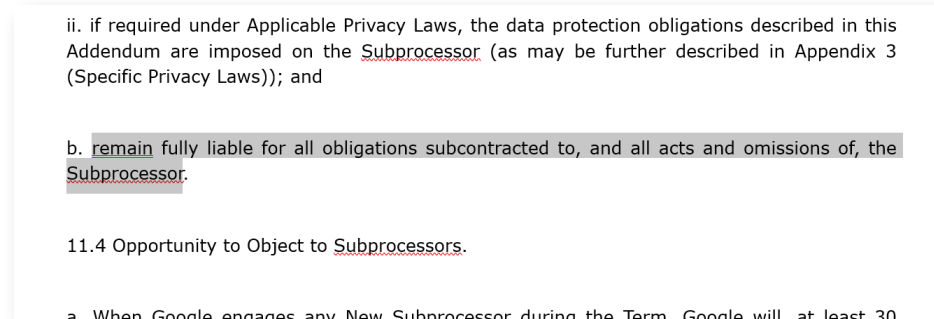 ii. if required under Applicable Privacy Laws, the data protection obligations described in this
Addendum are imposed on the Subprocessor (as may be further described in Appendix 3
(Specific Privacy Laws)); and
b. remain fully liable for all obligations subcontracted to, and all acts and omissions of, the
Subprocessor.
11.4 Opportunity to Object to Subprocessors.
a. When Google engages any New Subprocessor during the Term, Google will, at least 30